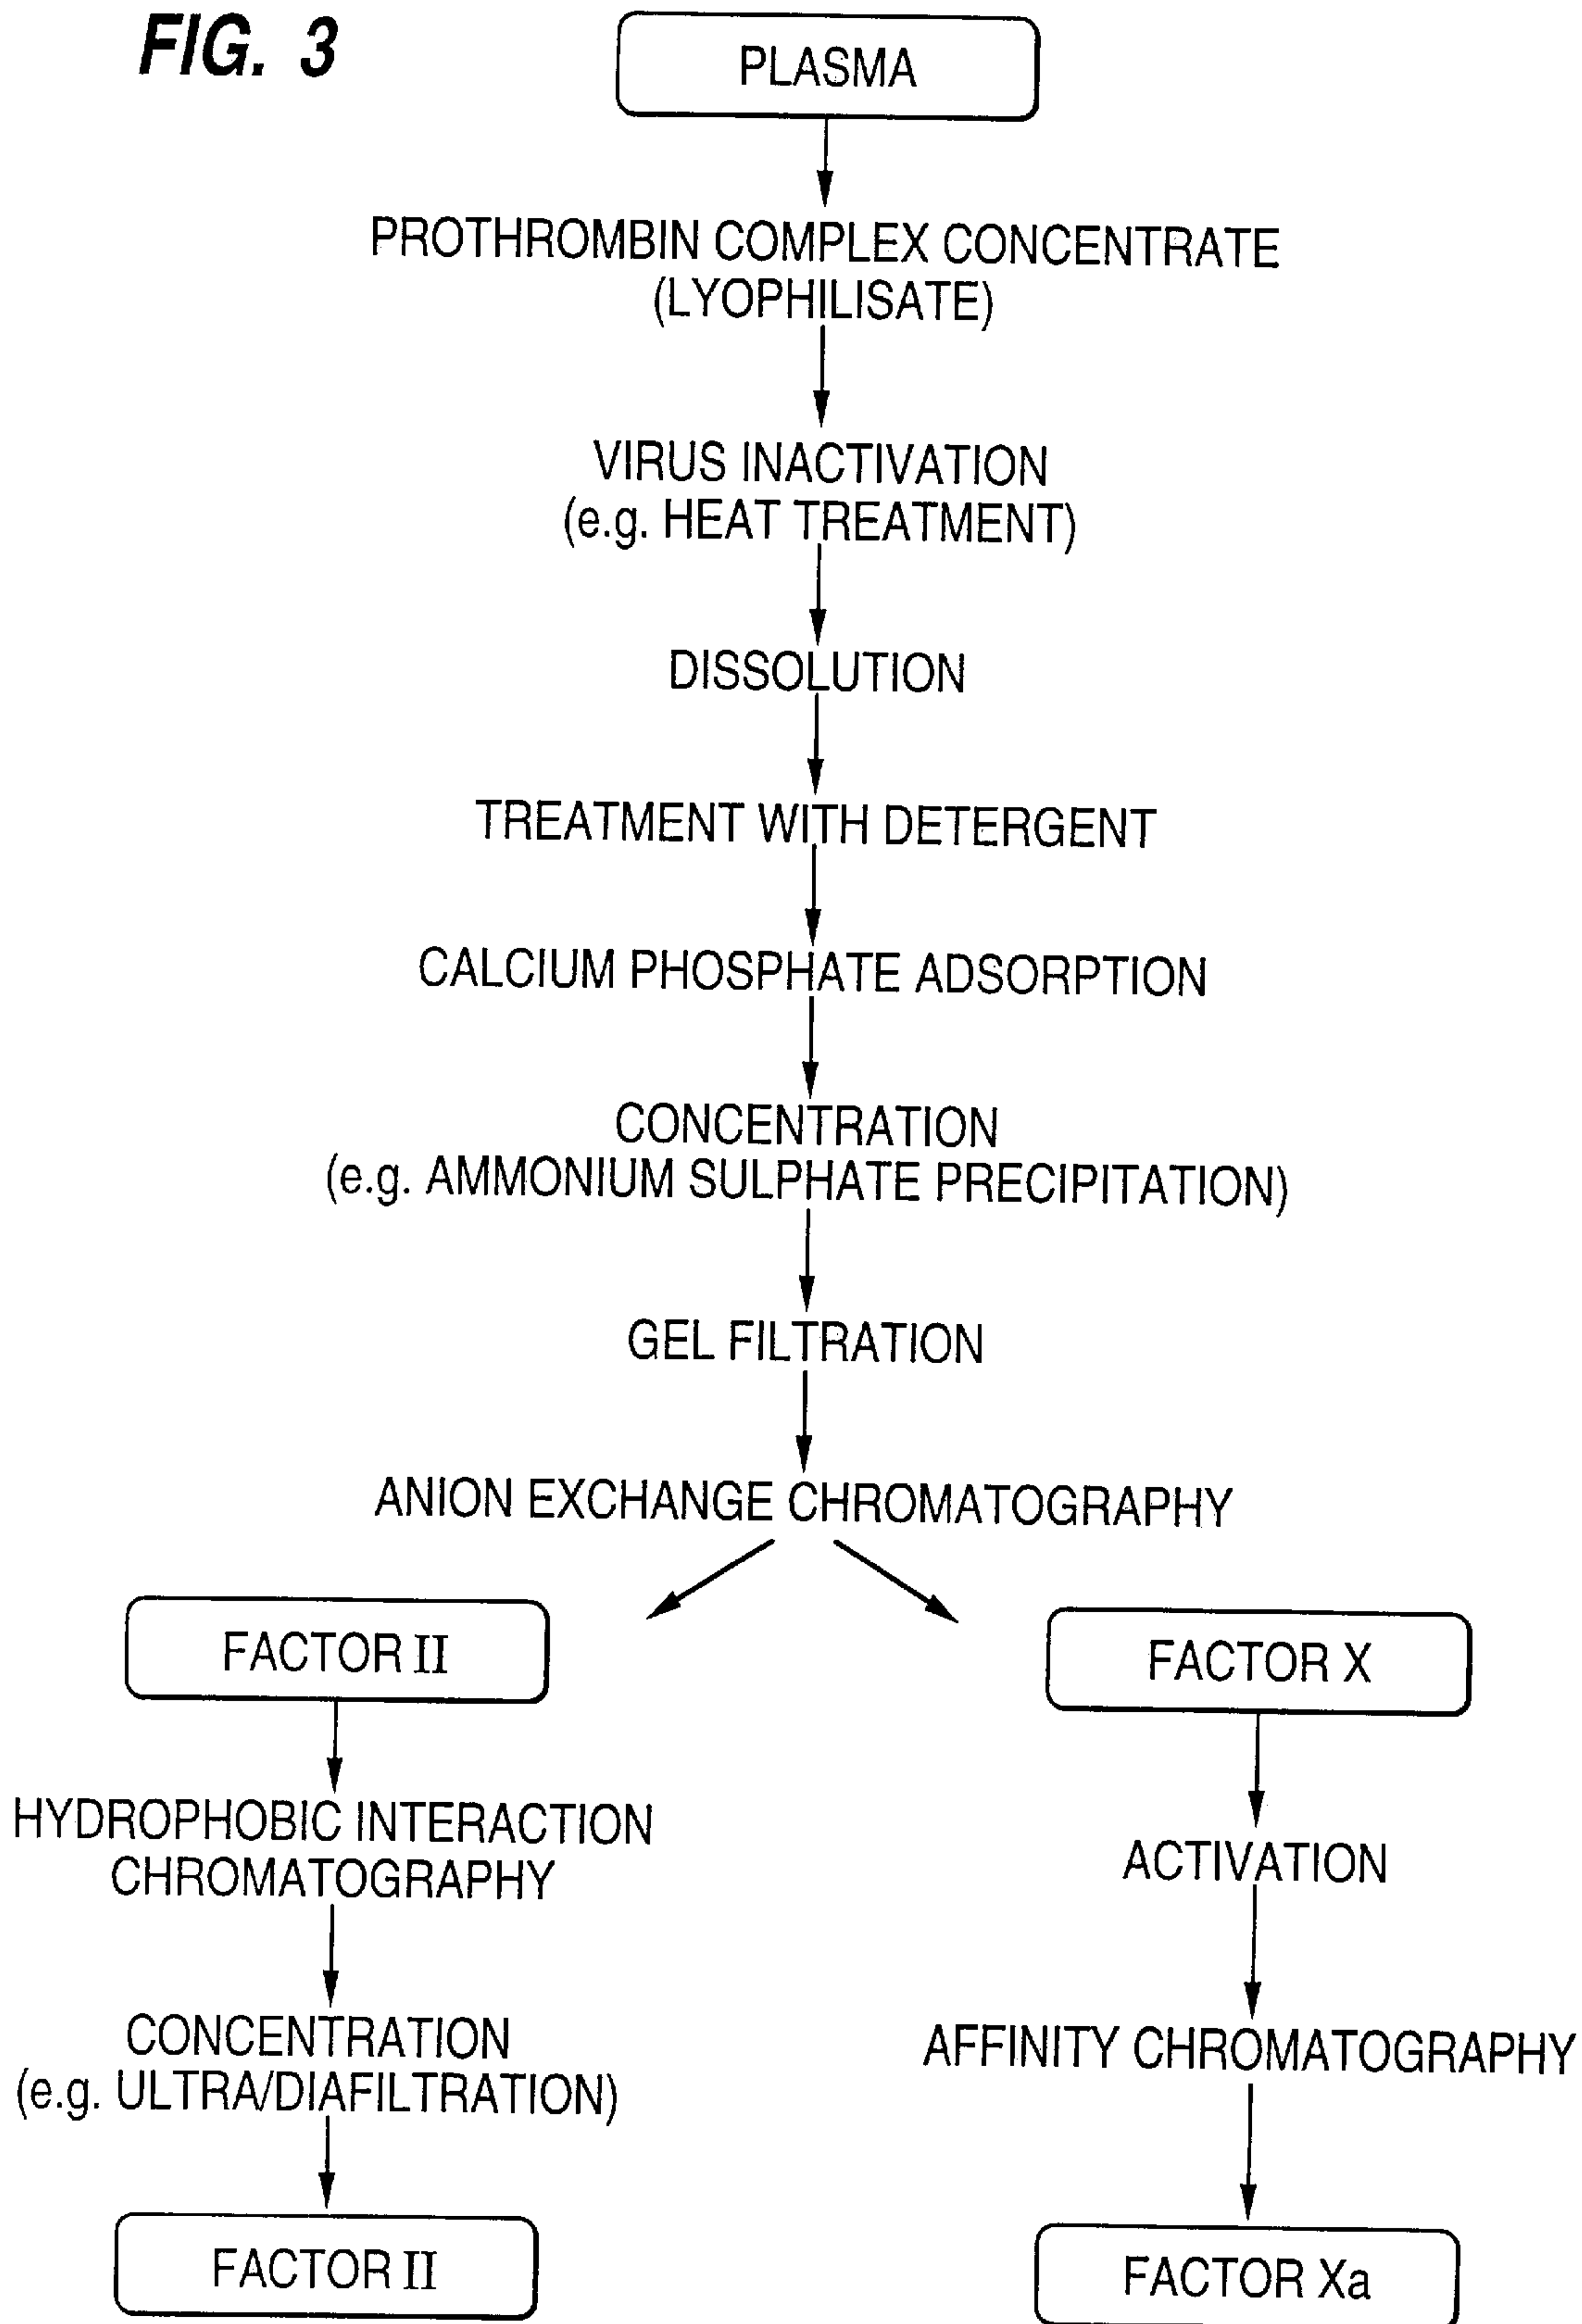 FIG. 3
PLASMA
PROTHROMBIN COMPLEX CONCENTRATE
(LYOPHILISATE)
VIRUS INACTIVATION
(e.g. HEAT TREATMENT)
DISSOLUTION
TREATMENT WITH DETERGENT
CALCIUM PHOSPHATE ADSORPTION
CONCENTRATION
(e.g. AMMONIUM SULPHATE PRECIPITATION)
GEL FILTRATION
ANION EXCHANGE CHROMATOGRAPHY
FACTOR II
HYDROPHOBIC INTERACTION
CHROMATOGRAPHY
CONCENTRATION
(e.g. ULTRA/DIAFILTRATION)
FACTOR II
FACTOR X
ACTIVATION
AFFINITY CHROMATOGRAPHY
FACTOR Xa